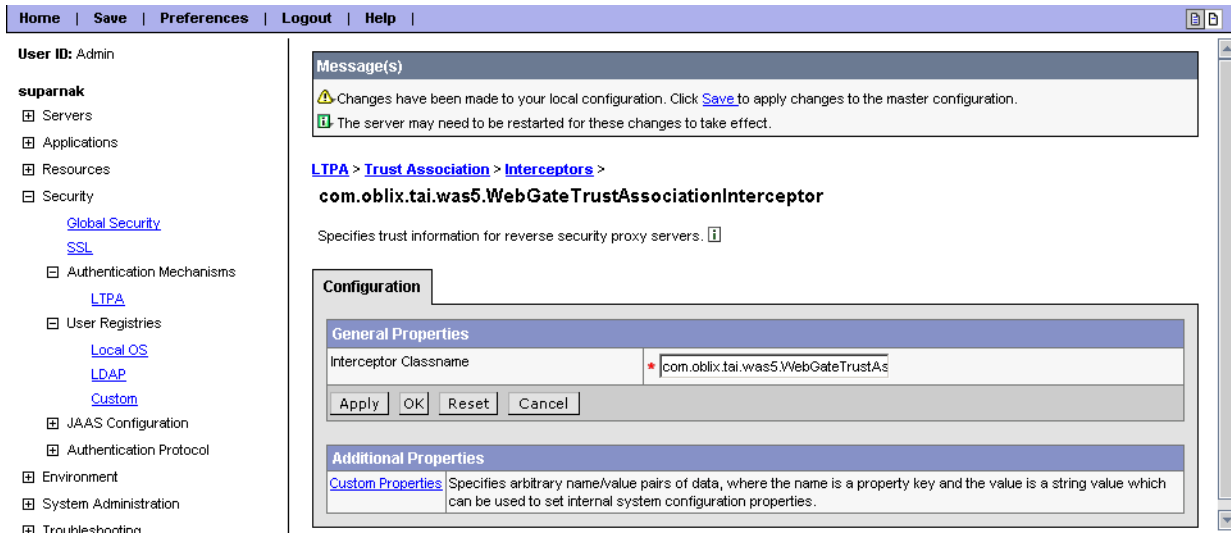 Home | Save | Preferences | Logout | Help |
User ID: Admin
suparnak
Servers
Applications
Resources
Security
Global Security
SSL
Authentication Mechanisms
LTPA
User Registries
Local OS
LDAP
Custom
JAAS Configuration
Authentication Protocol
Environment
System Administration
Troubleshooting
Message(s)
Changes have been made to your local configuration. Click Save to apply changes to the master configuration.
The server may need to be restarted for these changes to take effect.
LTPA > Trust Association > Interceptors >
com.oblix.tai.was5.WebGateTrustAssociationInterceptor
Specifies trust information for reverse security proxy servers.
Configuration
General Properties
Interceptor Classname * com.oblix.tai.was5.WebGateTrustAs
Apply OK Reset Cancel
Additional Properties
Custom Properties Specifies arbitrary name/value pairs of data, where the name is a property key and the value is a string value which
can be used to set internal system configuration properties.